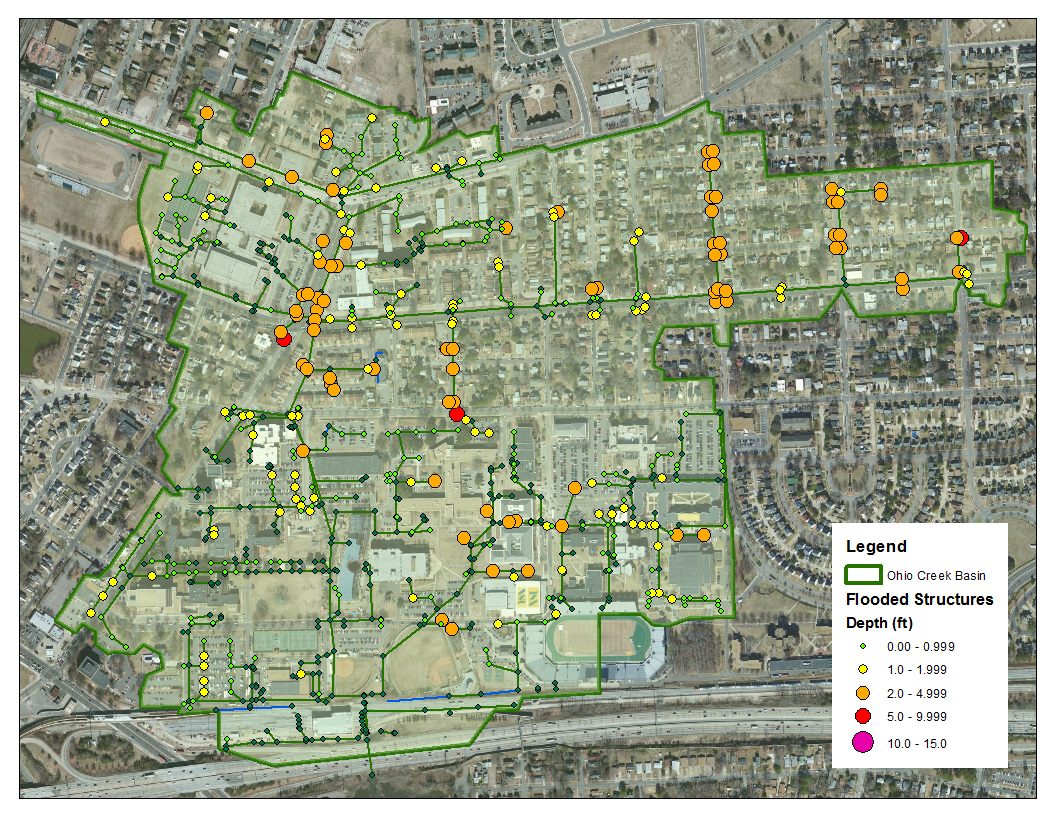 Legend
Ohio Creek Basin
Flooded Structures
Depth (ft)
0.00 - 0.999
1.0 - 1.999
2.0 - 4.999
5.0 - 9.999
10.0 - 15.0